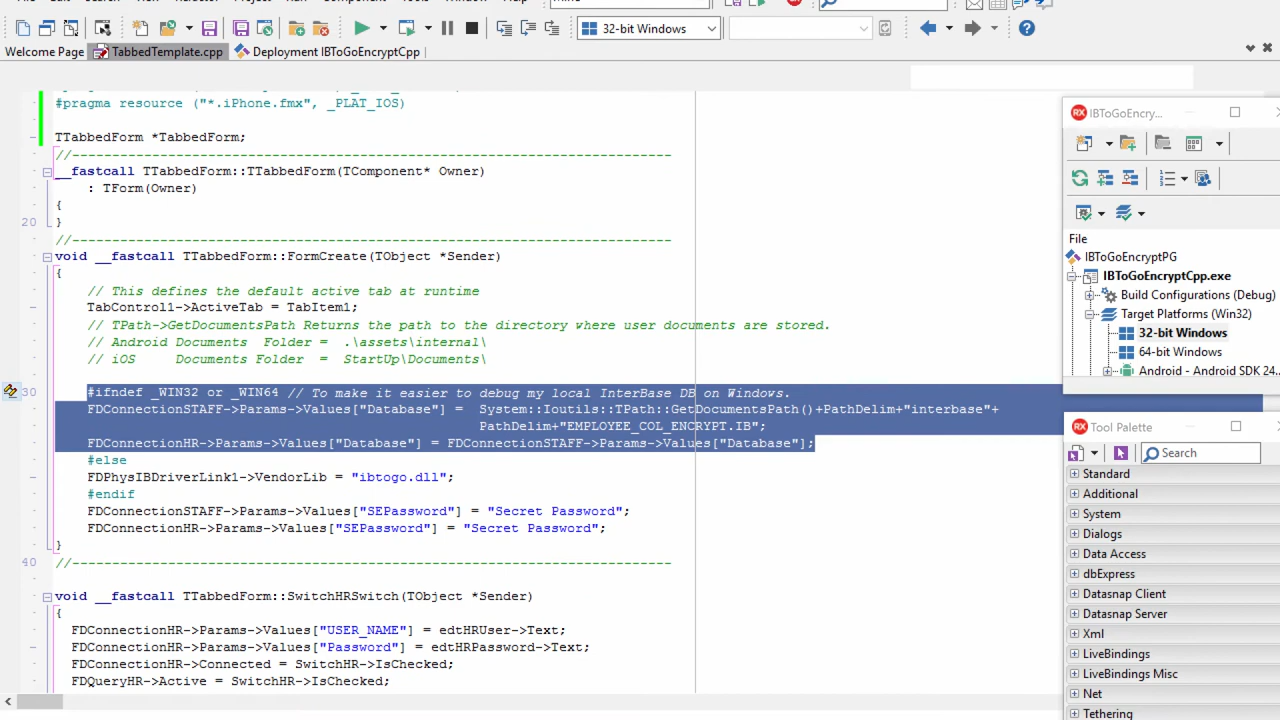 32-bit Windows
Welcome Page TabbedTemplate.cpp Deployment IBToGoEncryptCpp
#pragma resource ("*.iPhone.fmx", _PLAT_IOS)
TTabbedForm *TabbedForm;
//---------------------------------------------------------------------------
__fastcall TTabbedForm::TTabbedForm(TComponent* Owner)
: TForm(Owner)
{
20 }
//---------------------------------------------------------------------------
void __fastcall TTabbedForm::FormCreate(TObject *Sender)
{
// This defines the default active tab at runtime
TabControl1->ActiveTab = TabItem1;
// TPath->GetDocumentsPath Returns the path to the directory where user documents are stored.
// Android Documents Folder = .\assets\internal\
// iOS Documents Folder = StartUp\Documents\
30 #ifndef _WIN32 or _WIN64 // To make it easier to debug my local InterBase DB on Windows.
FDConnectionSTAFF->Params->Values["Database"] = System::Ioutils::TPath::GetDocumentsPath()+PathDelim+"interbase"+
PathDelim+"EMPLOYEE_COL_ENCRYPT.IB";
FDConnectionHR->Params->Values["Database"] = FDConnectionSTAFF->Params->Values["Database"];
#else
FDPhysIBDriverLink1->VendorLib = "ibtogo.dll";
#endif
FDConnectionSTAFF->Params->Values["SEPassword"] = "Secret Password";
FDConnectionHR->Params->Values["SEPassword"] = "Secret Password";
}
40 //---------------------------------------------------------------------------
void __fastcall TTabbedForm::SwitchHRSwitch(TObject *Sender)
{
FDConnectionHR->Params->Values["USER_NAME"] = edtHRUser->Text;
FDConnectionHR->Params->Values["Password"] = edtHRPassword->Text;
FDConnectionHR->Connected = SwitchHR->IsChecked;
FDQueryHR->Active = SwitchHR->IsChecked;
RX IBToGoEncry...
File
IBToGoEncryptPG
IBToGoEncryptCpp.exe
Build Configurations (Debug)
Target Platforms (Win32)
32-bit Windows
64-bit Windows
Android - Android SDK 24...
RX Tool Palette
Search
Standard
Additional
System
Dialogs
Data Access
dbExpress
Datasnap Client
Datasnap Server
Xml
LiveBindings
LiveBindings Misc
Net
Tethering